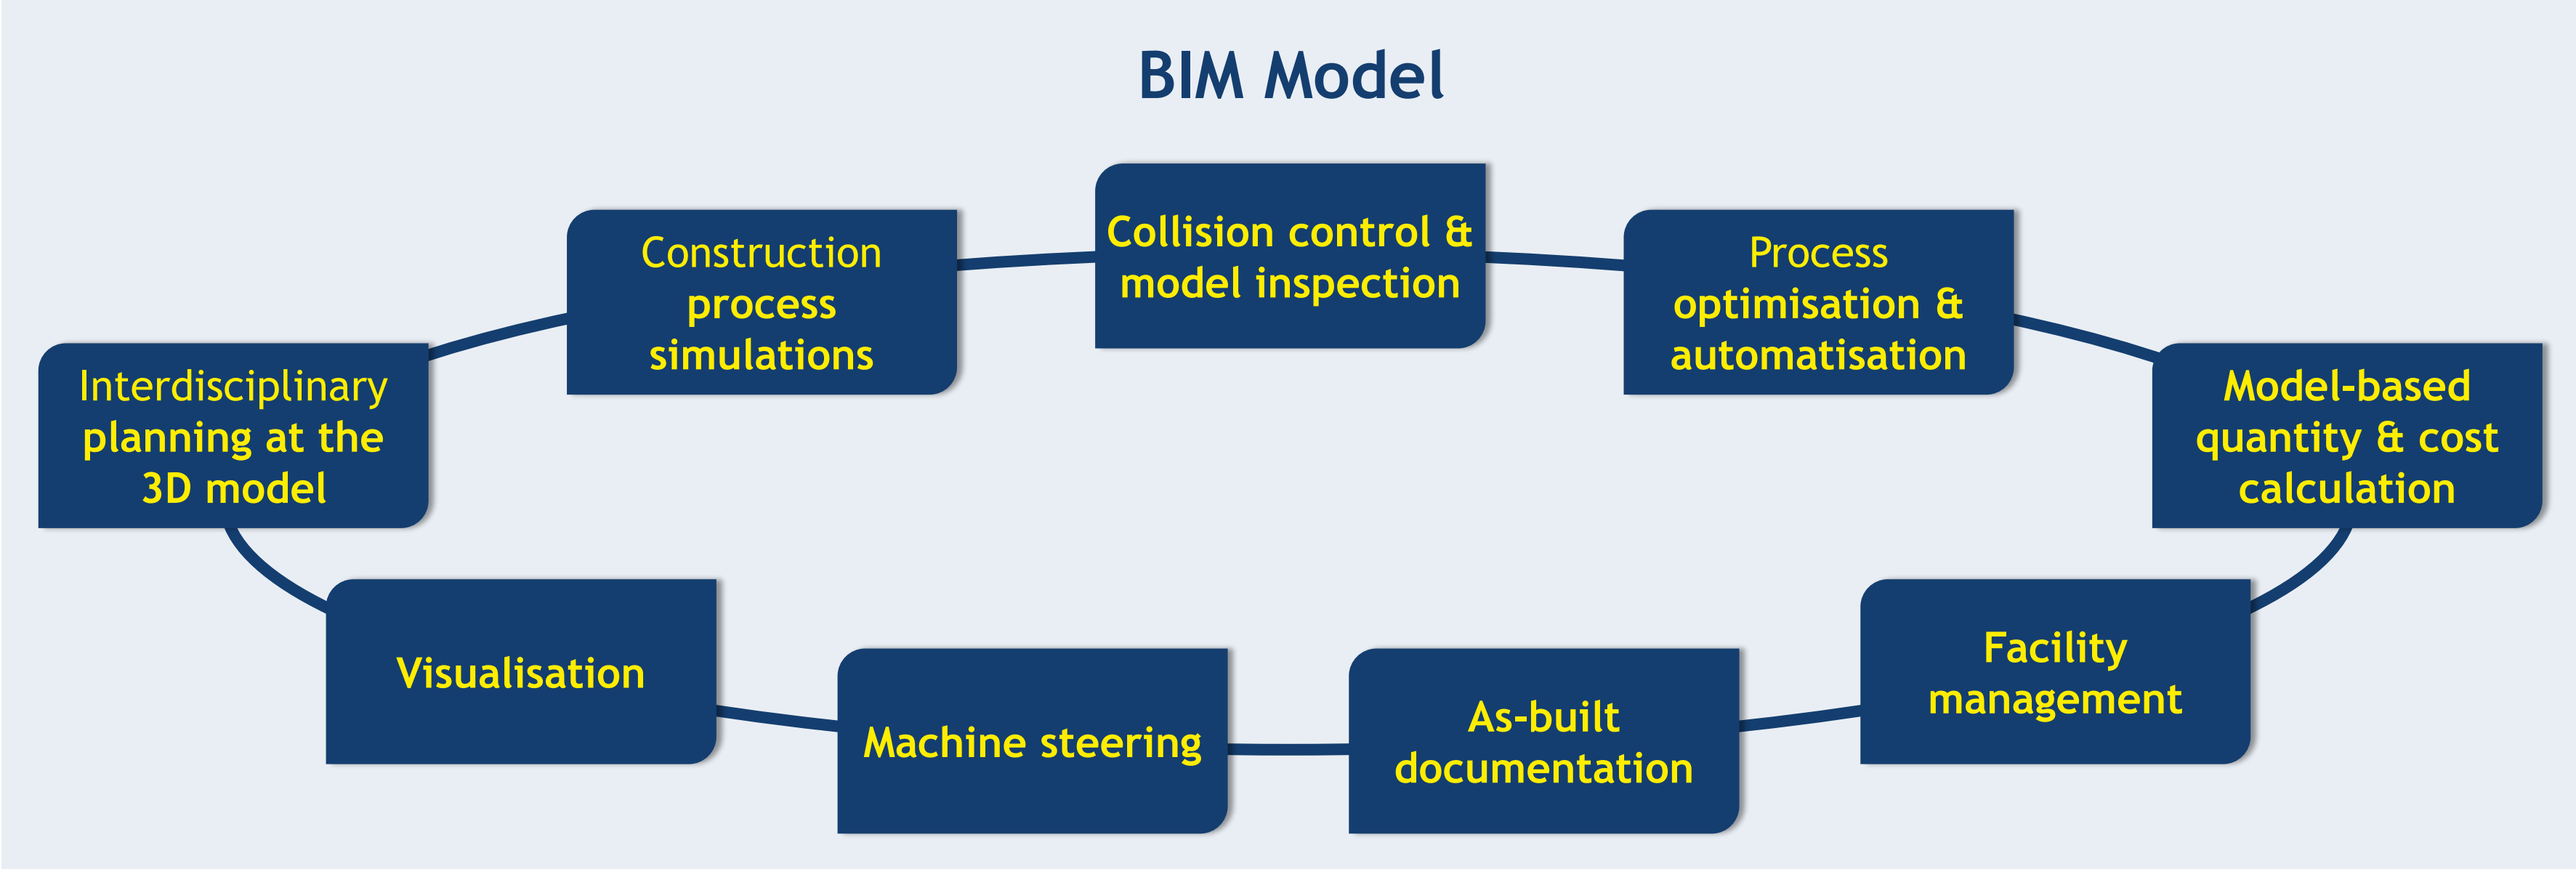 BIM Model
Collision control &
model inspection
Construction
process
simulations
Process
optimisation &
automatisation
Interdisciplinary
planning at the
3D model
Model-based
quantity & cost
calculation
Visualisation
Machine steering
As-built
documentation
Facility
management